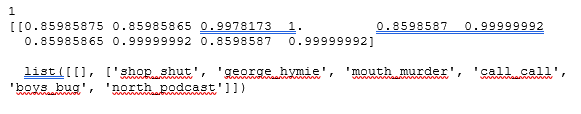 1
[[0.85985875 0.85985865 0.9978173 1. 0.8598587 0.99999992
0.85985865 0.99999992 0.8598587 0.99999992]
list([[], ['shop_shut', 'george_hymie', 'mouth_murder', 'call_call',
'boys_bug', 'north_podcast']])